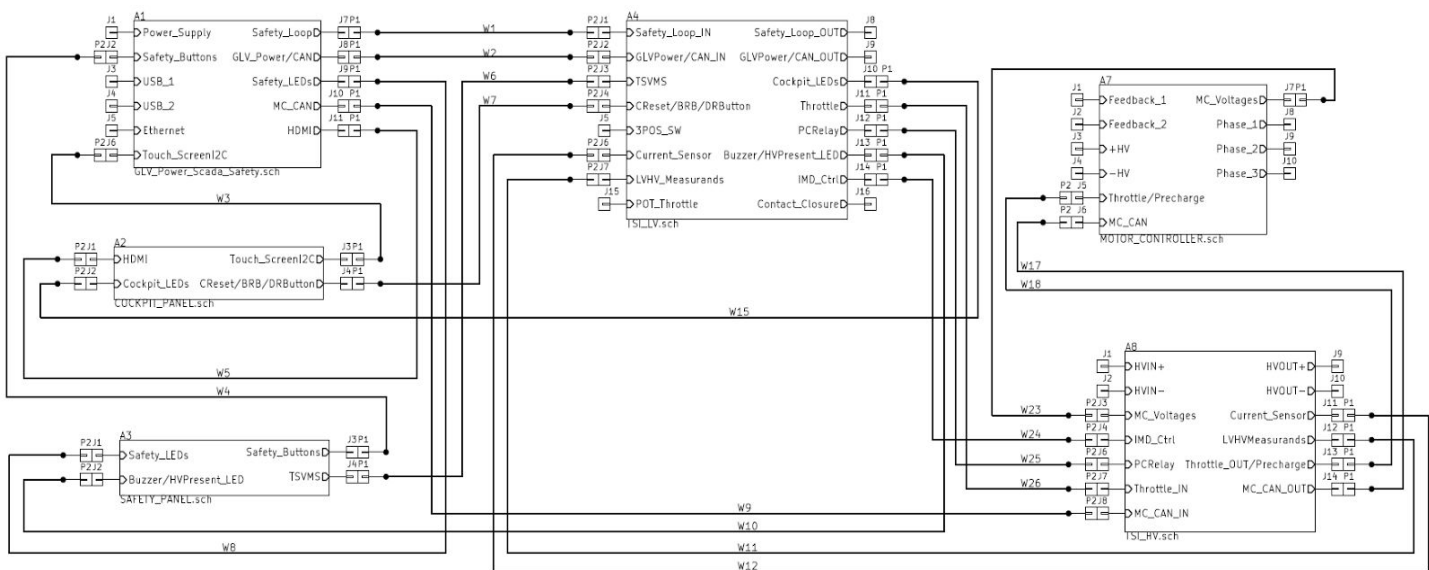 A1
J1 Power_Supply Safety_Loop J7P1
P2J2 Safety_Buttons GLV_Power/CAN J8P1
J3 USB_1 Safety_LEDs J9P1
J4 USB_2 MC_CAN J10 P1
J5 Ethernet HDMI J11 P1
P2J6 Touch_ScreenI2C
GLV_Power_Scada_Safety.sch
W1
W2
W6
W7
W3
A2
P2J1 HDMI Touch_ScreenI2C J3P1
P2J2 Cockpit_LEDs CReset/BRB/DRButton J4P1
COCKPIT_PANEL.sch
W15
W5
W4
A3
P2J1 Safety_LEDs Safety_Buttons J3P1
P2J2 Buzzer/HVPresent_LED TSVMS J4P1
SAFETY_PANEL.sch
W8
A4
P2J1 Safety_Loop_IN Safety_Loop_OUT J8
P2J2 GLVPower/CAN_IN GLVPower/CAN_OUT J9
P2J3 TSVMS Cockpit_LEDs J10 P1
P2J4 CReset/BRB/DRButton Throttle J11 P1
J5 3POS_SW PCRelay J12 P1
P2J6 Current_Sensor Buzzer/HVPresent_LED J13 P1
P2J7 LVHV_Measurands IMD_Ctrl J14 P1
J15 POT_Throttle Contact_Closure J16
TSI_LV.sch
A7
J1 Feedback_1 MC_Voltages J7P1
J2 Feedback_2 Phase_1 J8
J3 +HV Phase_2 J9
J4 -HV Phase_3 J10
P2 J5 Throttle/Precharge
P2 J6 MC_CAN
MOTOR_CONTROLLER.sch
W17
W18
A8
J1 HVIN+ HVOUT+ J9
J2 HVIN- HVOUT- J10
W23 P2J3 MC_Voltages Current_Sensor J11 P1
W24 P2J4 IMD_Ctrl LVHVMeasurands J12 P1
W25 P2J6 PCRelay Throttle_OUT/Precharge J13 P1
W26 P2J7 Throttle_IN MC_CAN_OUT J14 P1
W9 P2J8 MC_CAN_IN
TSI_HV.sch
W10
W11
W12